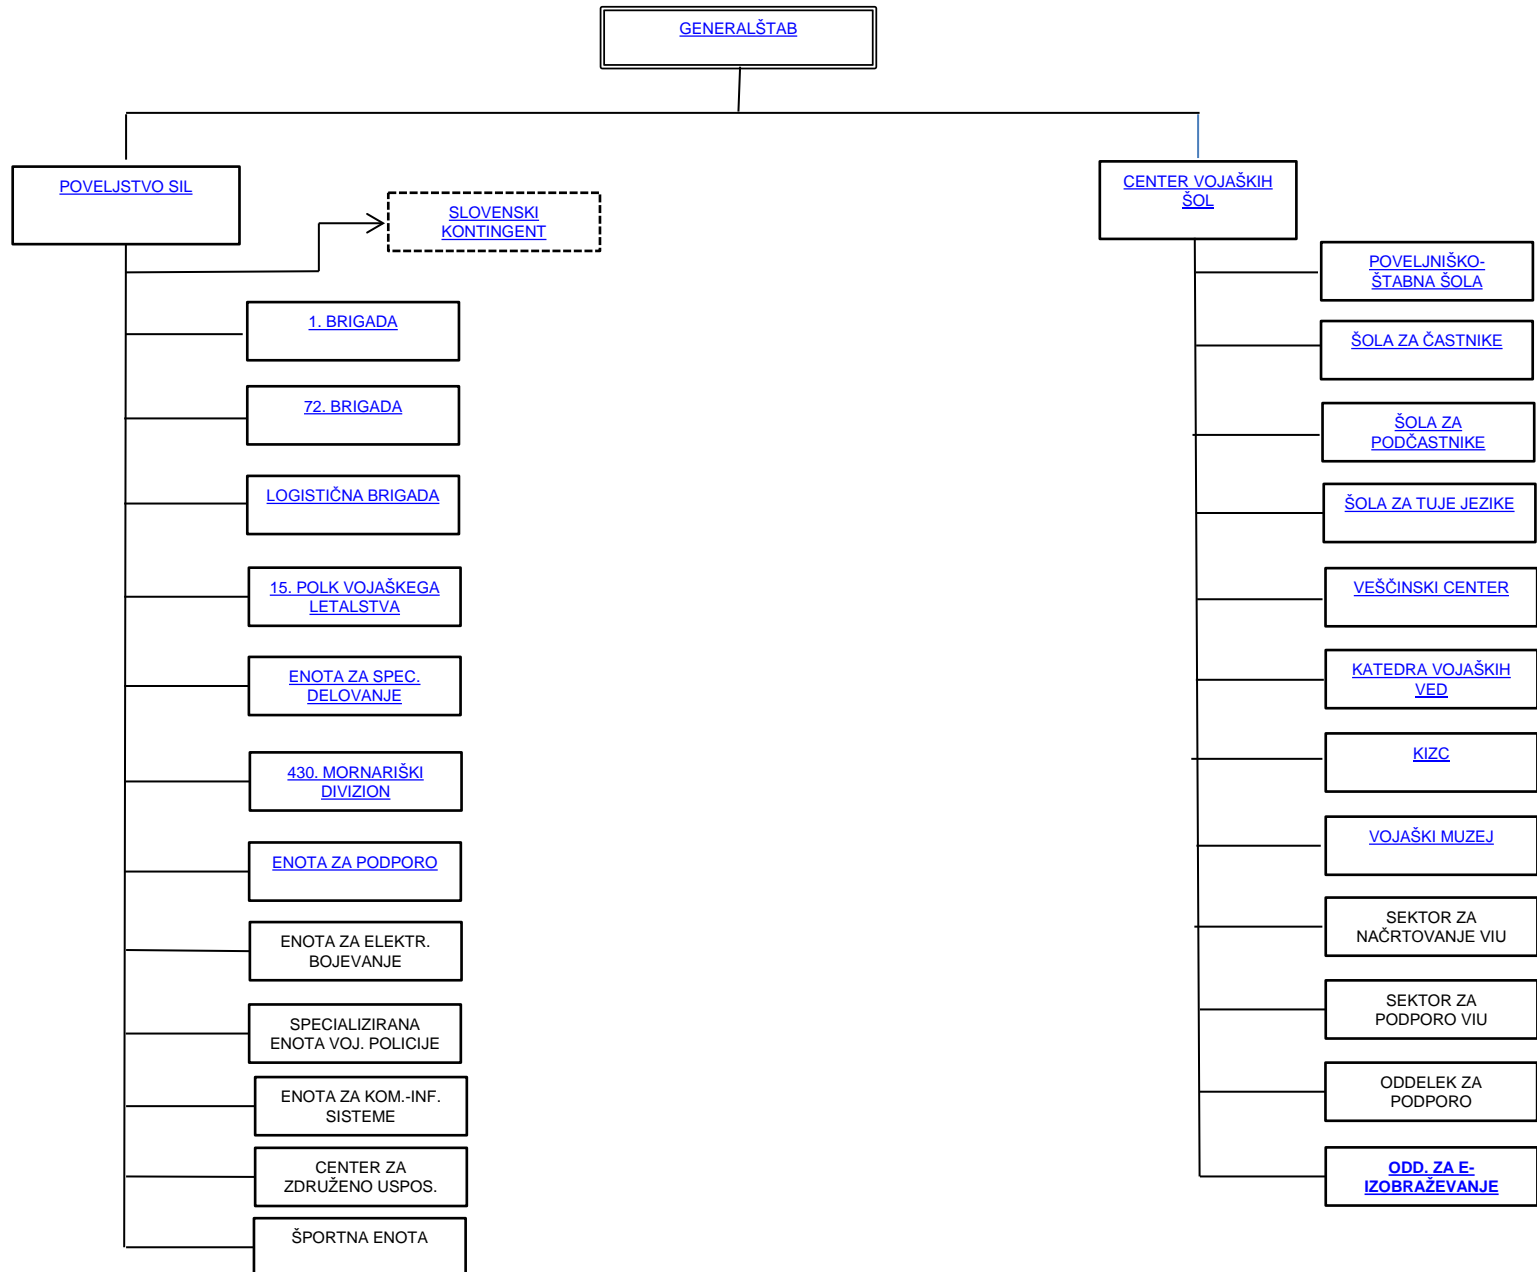 GENERALŠTAB
POVELJSTVO SIL
SLOVENSKI
KONTINGENT
1. BRIGADA
72. BRIGADA
LOGISTIČNA BRIGADA
15. POLK VOJAŠKEGA
LETALSTVA
ENOTA ZA SPEC.
DELOVANJE
430. MORNARIŠKI
DIVIZION
ENOTA ZA PODPORO
ENOTA ZA ELEKTR.
BOJEVANJE
SPECIALIZIRANA
ENOTA VOJ. POLICIJE
ENOTA ZA KOM.-INF.
SISTEME
CENTER ZA
ZDRUŽENO USPOS.
ŠPORTNA ENOTA
CENTER VOJAŠKIH
ŠOL
POVELJNIŠKO-
ŠTABNA ŠOLA
ŠOLA ZA ČASTNIKE
ŠOLA ZA
PODČASTNIKE
ŠOLA ZA TUJE JEZIKE
VEŠČINSKI CENTER
KATEDRA VOJAŠKIH
VED
KIZC
VOJAŠKI MUZEJ
SEKTOR ZA
NAČRTOVANJE VIU
SEKTOR ZA
PODPORO VIU
ODDELEK ZA
PODPORO
ODD. ZA E-
IZOBRAŽEVANJE